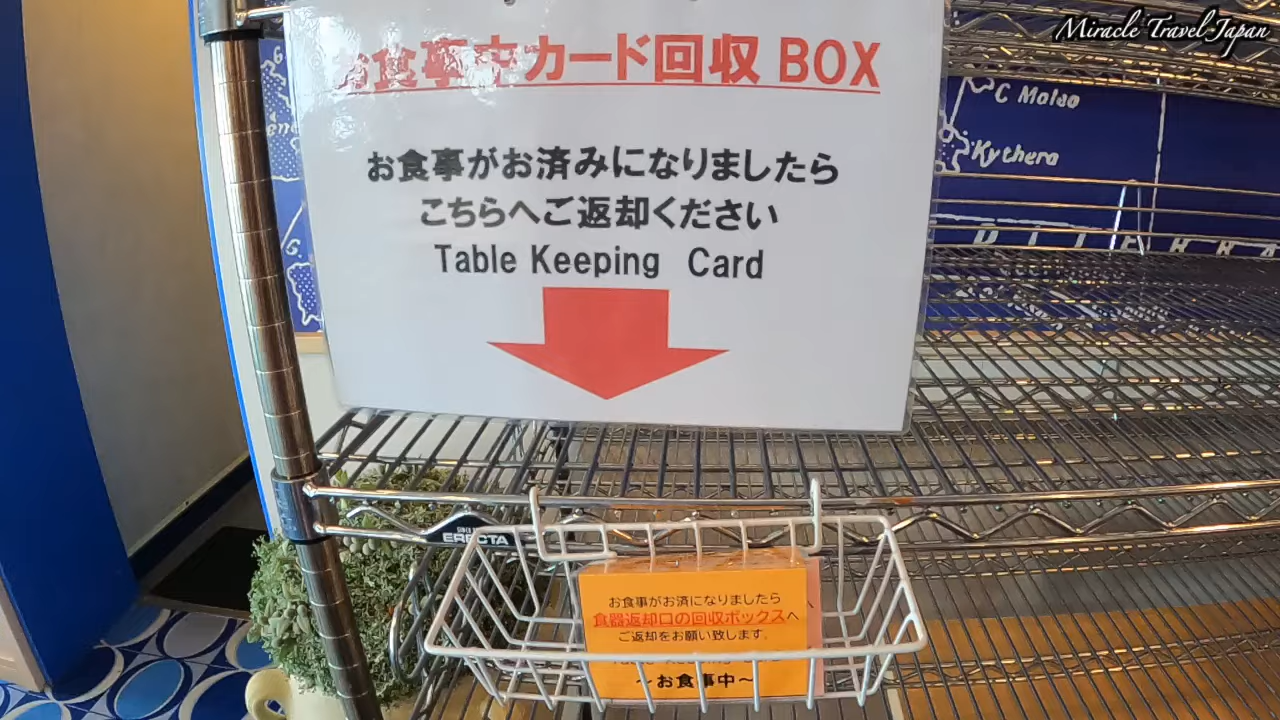 Miracle Travel Japan
お食事中カード回収 BOX
お食事がお済みになりましたら
こちらへご返却ください
Table Keeping Card
C Maleo
Kythera
ERECTA
お食事がお済になりましたら
食器返却口の回収ボックスへ
ご返却をお願い致します。
～お食事中～